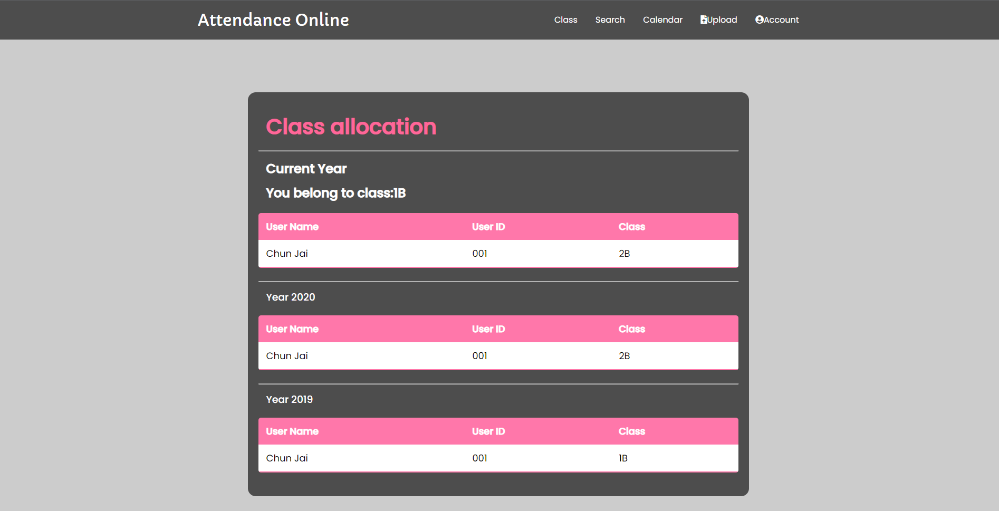 Attendance Online Class Search Calendar Upload Account
Class allocation
Current Year
You belong to class:1B
User Name User ID Class
Chun Jai 001 2B
Year 2020
User Name User ID Class
Chun Jai 001 2B
Year 2019
User Name User ID Class
Chun Jai 001 1B